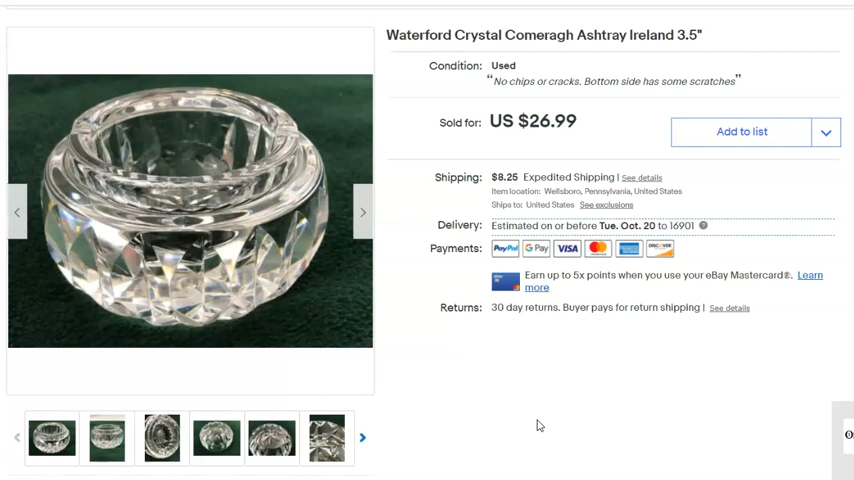 Waterford Crystal Comeragh Ashtray Ireland 3.5"
Condition: Used
“No chips or cracks. Bottom side has some scratches”
Sold for: US $26.99
Add to list
Shipping: $8.25 Expedited Shipping | See details
Item location: Wellsboro, Pennsylvania, United States
Ships to: United States See exclusions
Delivery: Estimated on or before Tue. Oct. 20 to 16901
Payments: PayPal G Pay VISA DISCOVER
Earn up to 5x points when you use your eBay Mastercard®. Learn
more
Returns: 30 day returns. Buyer pays for return shipping | See details